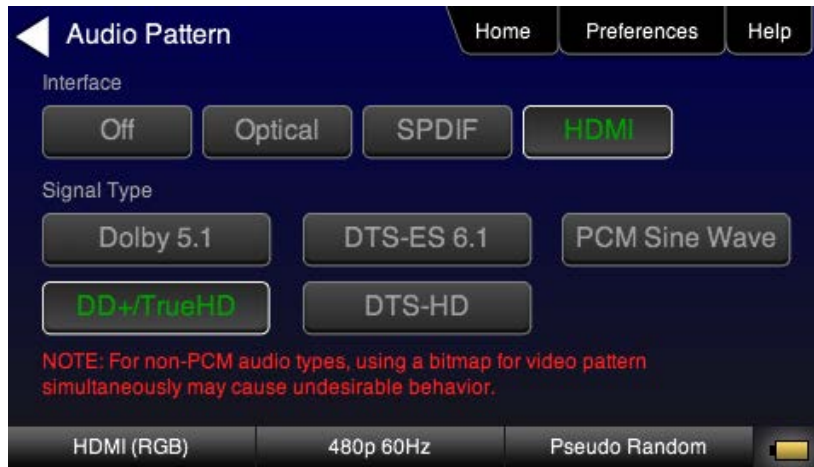 Audio Pattern
Home
Preferences
Help
Interface
Off
Optical
SPDIF
HDMI
Signal Type
Dolby 5.1
DTS-ES 6.1
PCM Sine Wave
DD+/TrueHD
DTS-HD
NOTE: For non-PCM audio types, using a bitmap for video pattern
simultaneously may cause undesirable behavior.
HDMI (RGB)
480p 60Hz
Pseudo Random